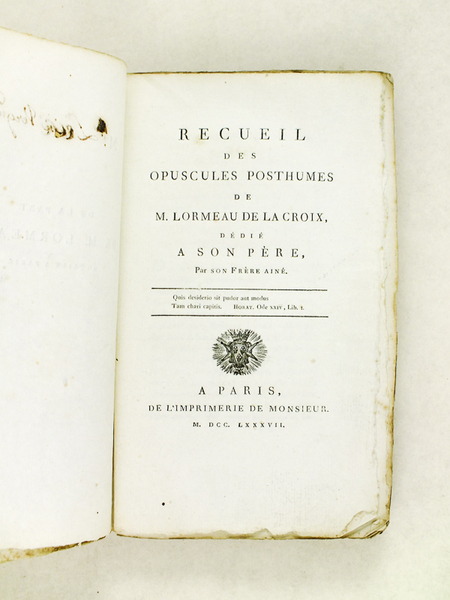 RECUEIL
DES
OPUSCULES POSTHUMES
DE
M. LORMEAU DE LA CROIX,
DÉDIÉ
A SON PÈRE,
PAR SON FRÈRE AINÉ.
Quis desiderio sit pudor aut modus
Tam chari capitis. HORAT. Ode XXIV, Lib. I.
A PARIS,
DE L'IMPRIMERIE DE MONSIEUR.
M. DCC. LXXXVII.